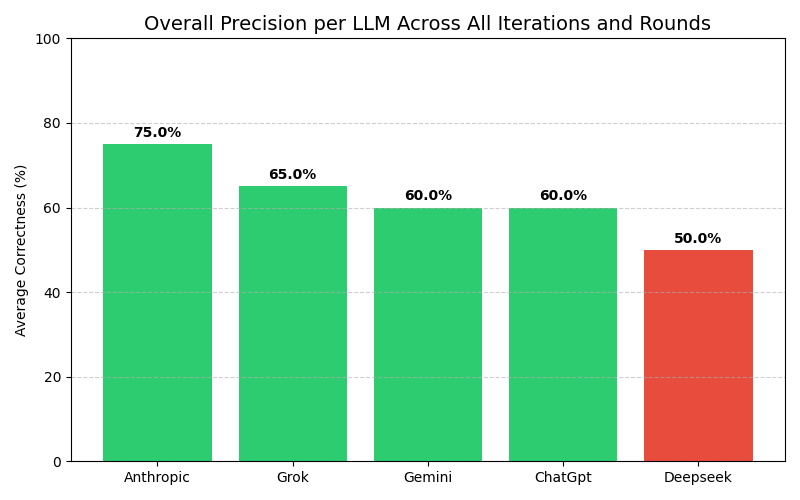 Overall Precision per LLM Across All Iterations and Rounds
Average Correctness (%)
100
80
60
40
20
0
75.0%
65.0%
60.0%
60.0%
50.0%
Anthropic
Grok
Gemini
ChatGpt
Deepseek